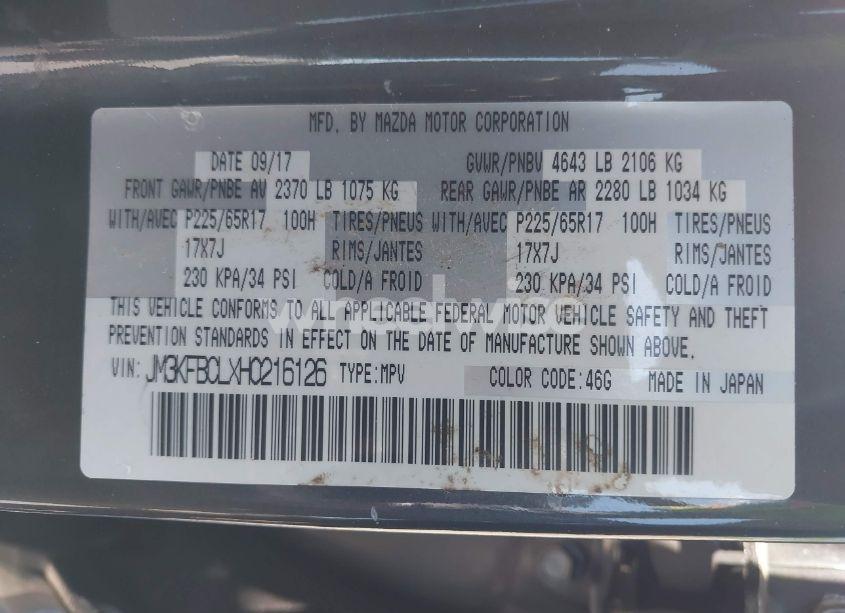 MFD. BY MAZDA MOTOR CORPORATION
DATE 09/17 GVWR/PNBV 4643 LB 2106 KG
FRONT GAWR/PNBE AV 2370 LB 1075 KG REAR GAWR/PNBE AR 2280 LB 1034 KG
WITH/AVEC P225/65R17 100H TIRES/PNEUS WITH/AVEC P225/65R17 100H TIRES/PNEUS
17X7J RIMS/JANTES 17X7J RIMS/JANTES
230 KPA/34 PSI COLD/A FROID 230 KPA/34 PSI COLD/A FROID
THIS VEHICLE CONFORMS TO ALL APPLICABLE FEDERAL MOTOR VEHICLE SAFETY AND THEFT
PREVENTION STANDARDS IN EFFECT ON THE DATE OF MANUFACTURE SHOWN ABOVE.
VIN: JM3KFBCLXH0216126 TYPE:MPV COLOR CODE:46G MADE IN JAPAN